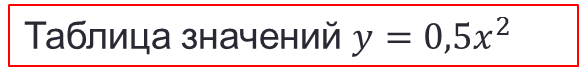 Таблица значений y = 0,5x²